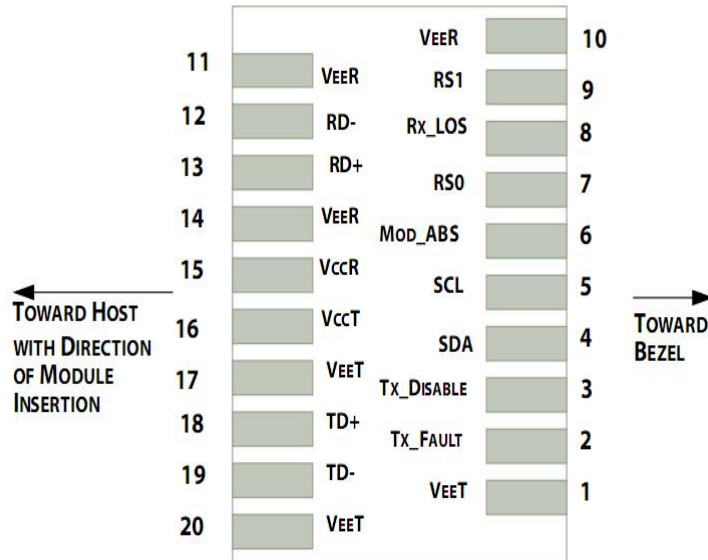 11 VEER
12 RD-
13 RD+
14 VEER
15 VCCR
16 VCCT
17 VEET
18 TD+
19 TD-
20 VEET
VEER 10
RS1 9
RX_LOS 8
RS0 7
MOD_ABS 6
SCL 5
SDA 4
TX_DISABLE 3
TX_FAULT 2
VEET 1
TOWARD HOST
WITH DIRECTION
OF MODULE
INSERTION
TOWARD
BEZEL